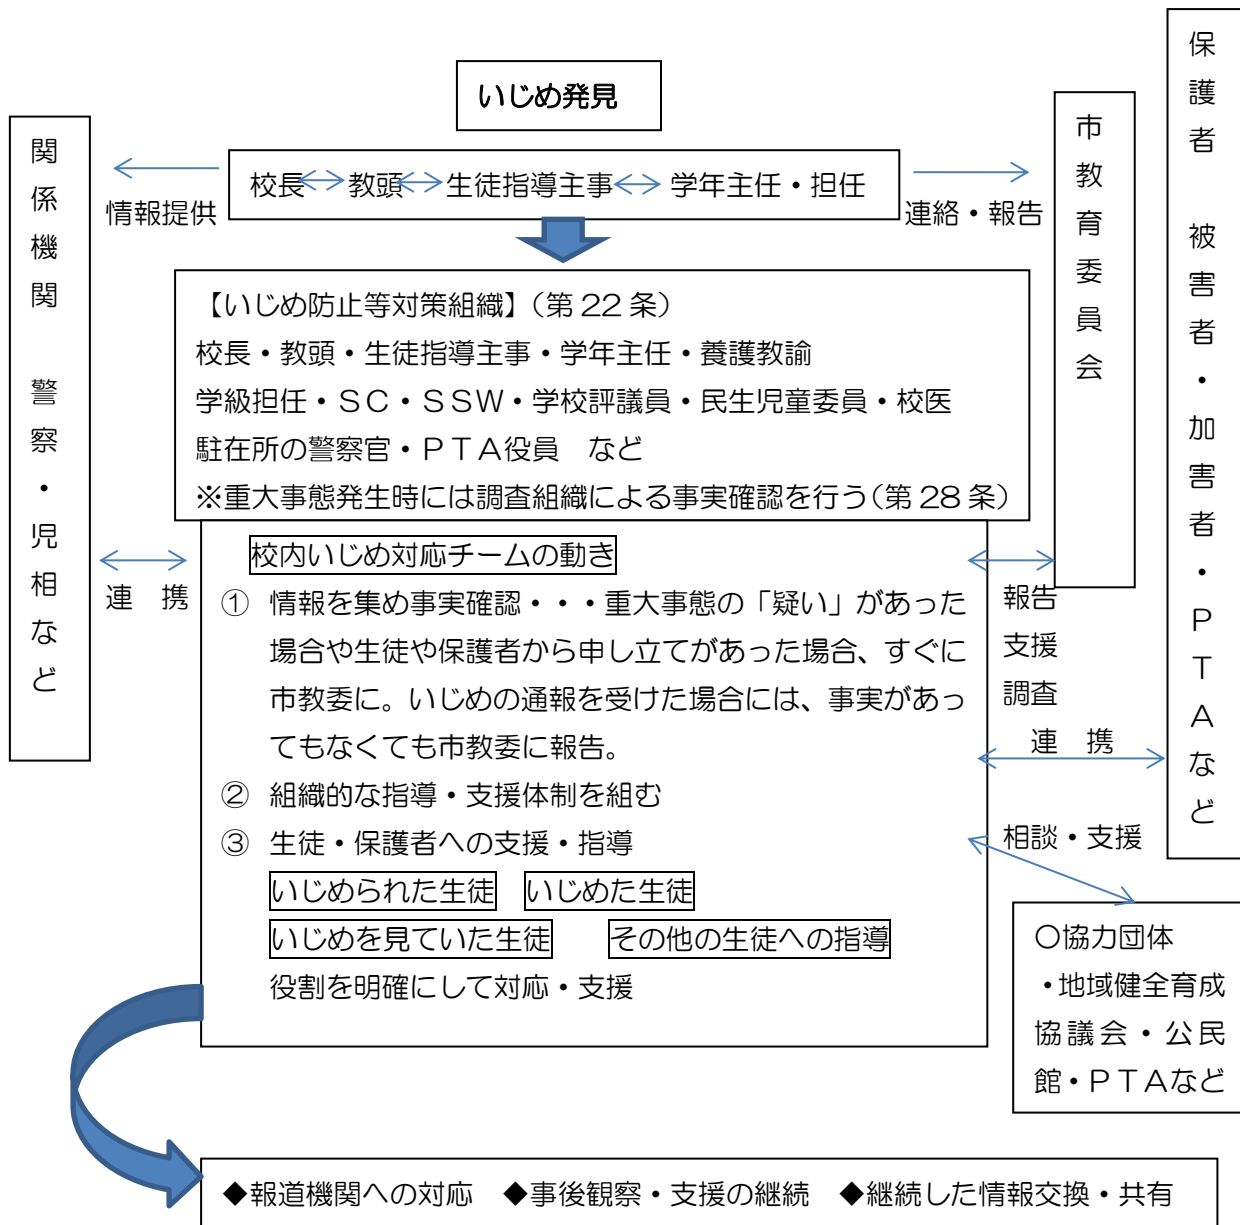 いじめ発見
校長 教頭 生徒指導主事 学年主任・担任
情報提供
連絡・報告
関係機関　警察・児相など
市教育委員会
保護者　被害者・加害者・ＰＴＡなど
【いじめ防止等対策組織】（第22条）
校長・教頭・生徒指導主事・学年主任・養護教諭
学級担任・ＳＣ・ＳＳＷ・学校評議員・民生児童委員・校医
駐在所の警察官・ＰＴＡ役員　など
※重大事態発生時には調査組織による事実確認を行う（第28条）
校内いじめ対応チームの動き
連　携
① 情報を集め事実確認・・・重大事態の「疑い」があった
場合や生徒や保護者から申し立てがあった場合、すぐに
市教委に。いじめの通報を受けた場合には、事実があっ
てもなくても市教委に報告。
② 組織的な指導・支援体制を組む
③ 生徒・保護者への支援・指導
いじめられた生徒　いじめた生徒
いじめを見ていた生徒　その他の生徒への指導
役割を明確にして対応・支援
報告
支援
調査
連　携
相談・支援
〇協力団体
・地域健全育成
協議会・公民
館・ＰＴＡなど
◆報道機関への対応　◆事後観察・支援の継続　◆継続した情報交換・共有